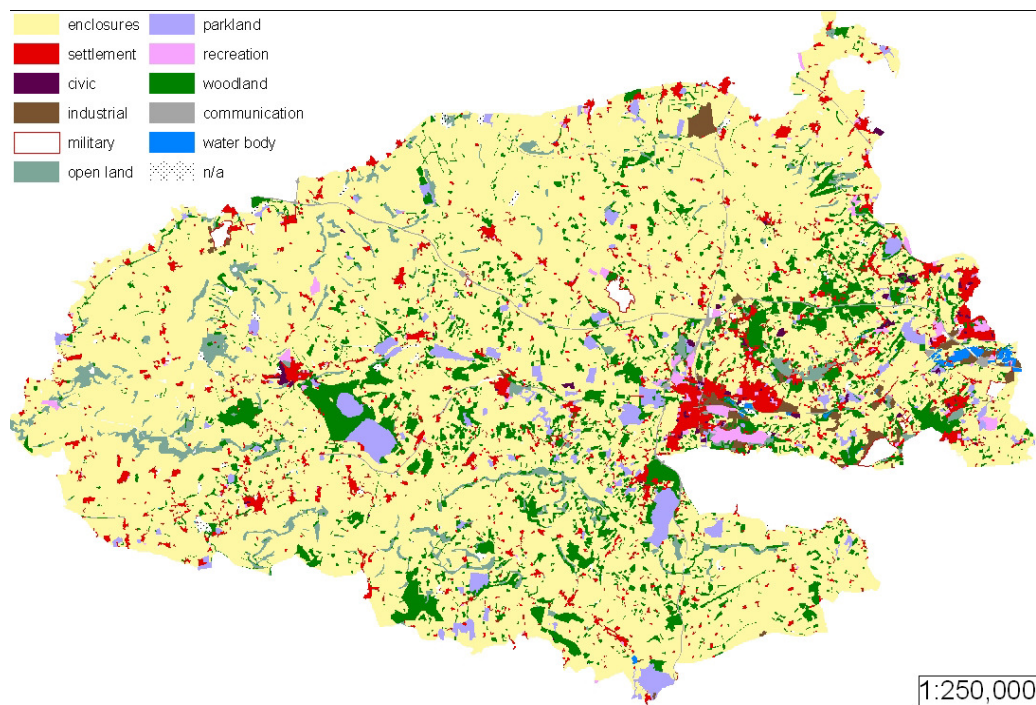 enclosures
settlement
civic
industrial
military
open land
parkland
recreation
woodland
communication
water body
n/a
1:250,000